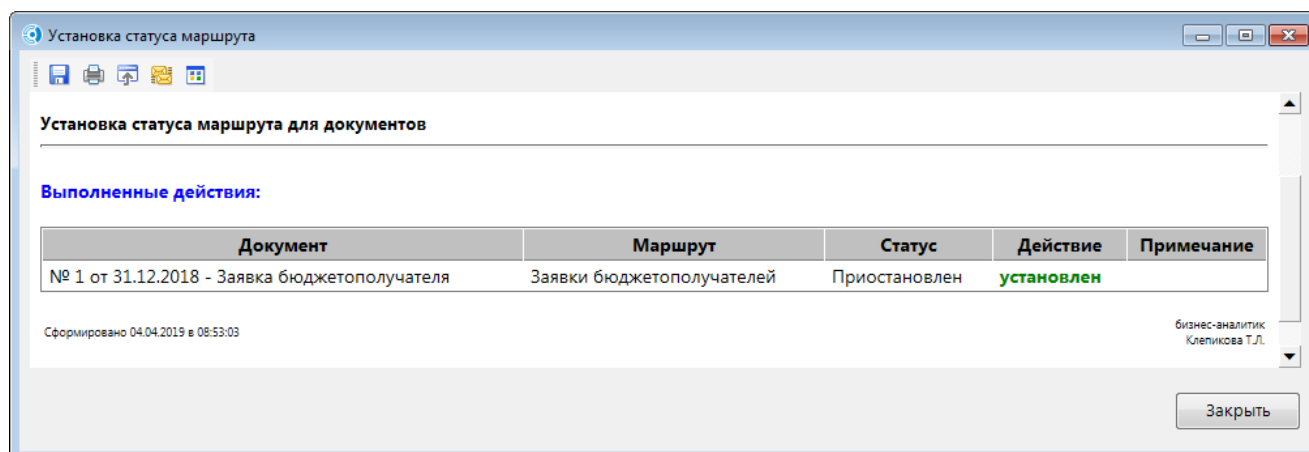 Установка статуса маршрута
Установка статуса маршрута для документов
Выполненные действия:
Документ Маршрут Статус Действие Примечание
№ 1 от 31.12.2018 - Заявка бюджетополучателя Заявки бюджетополучателей Приостановлен установлен
Сформировано 04.04.2019 в 08:53:03
бизнес-аналитик
Клепикова Т.Л.
Закрыть